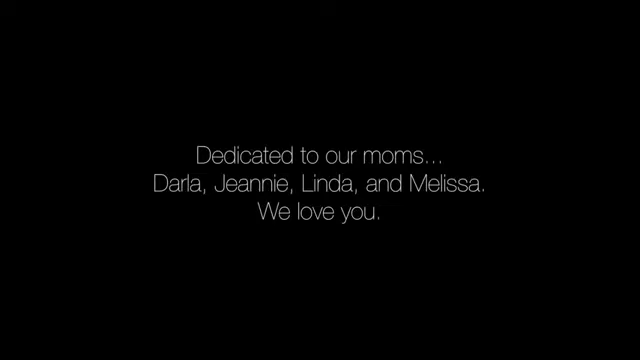 Dedicated to our moms...
Darla, Jeannie, Linda, and Melissa.
We love you.